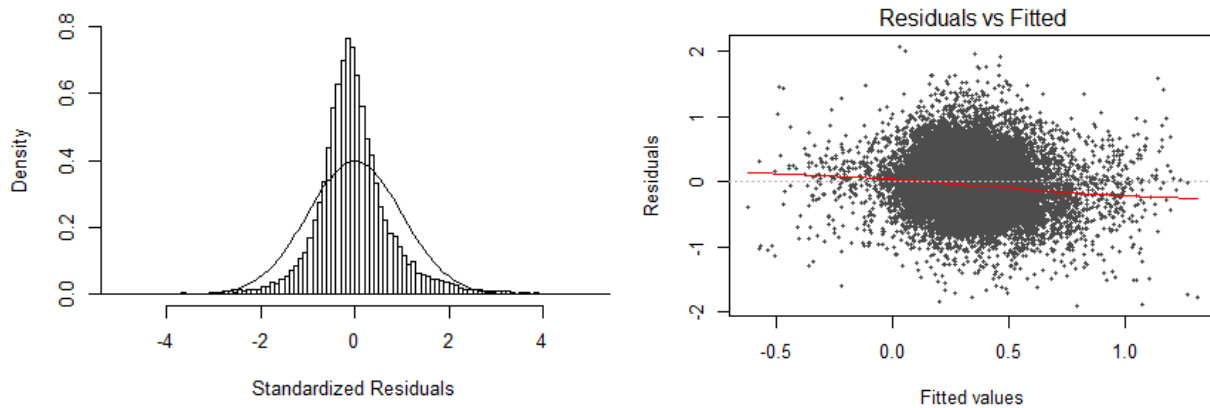 0.8
0.6
0.4
0.2
0.0
Density
-4 -2 0 2 4
Standardized Residuals
Residuals vs Fitted
2
1
0
-1
-2
Residuals
-0.5 0.0 0.5 1.0
Fitted values